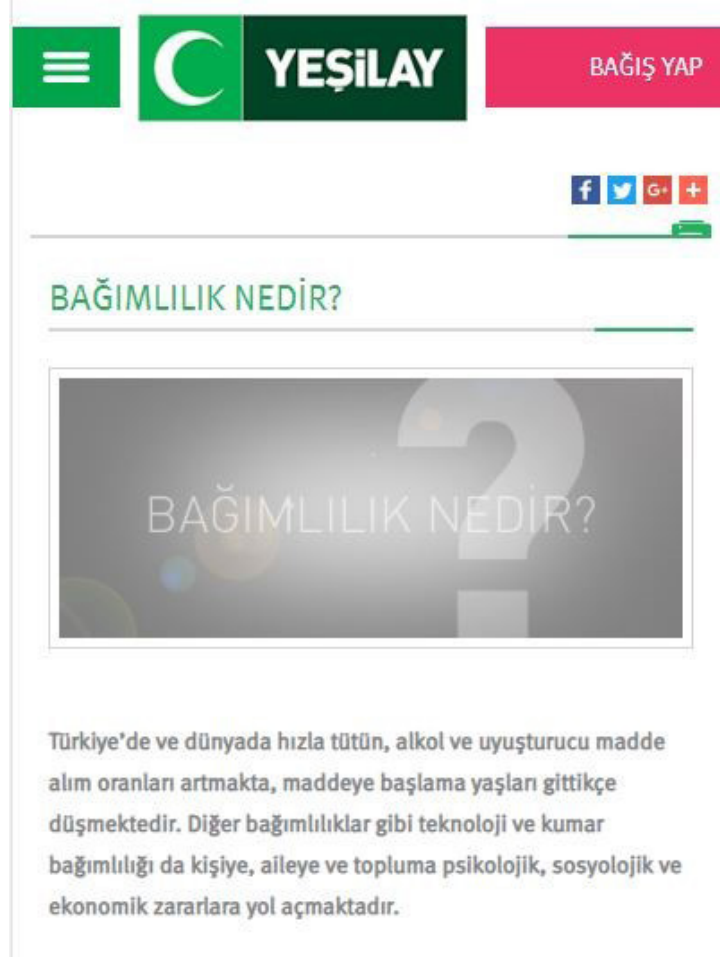 YEŞİLAY
BAĞIŞ YAP
f G+ +
BAĞIMLILIK NEDİR?
BAĞIMLILIK NEDİR?
Türkiye'de ve dünyada hızla tütün, alkol ve uyuşturucu madde
alım oranları artmakta, maddeye başlama yaşları gittikçe
düşmektedir. Diğer bağımlılıklar gibi teknoloji ve kumar
bağımlılığı da kişiye, aileye ve topluma psikolojik, sosyolojik ve
ekonomik zararlara yol açmaktadır.